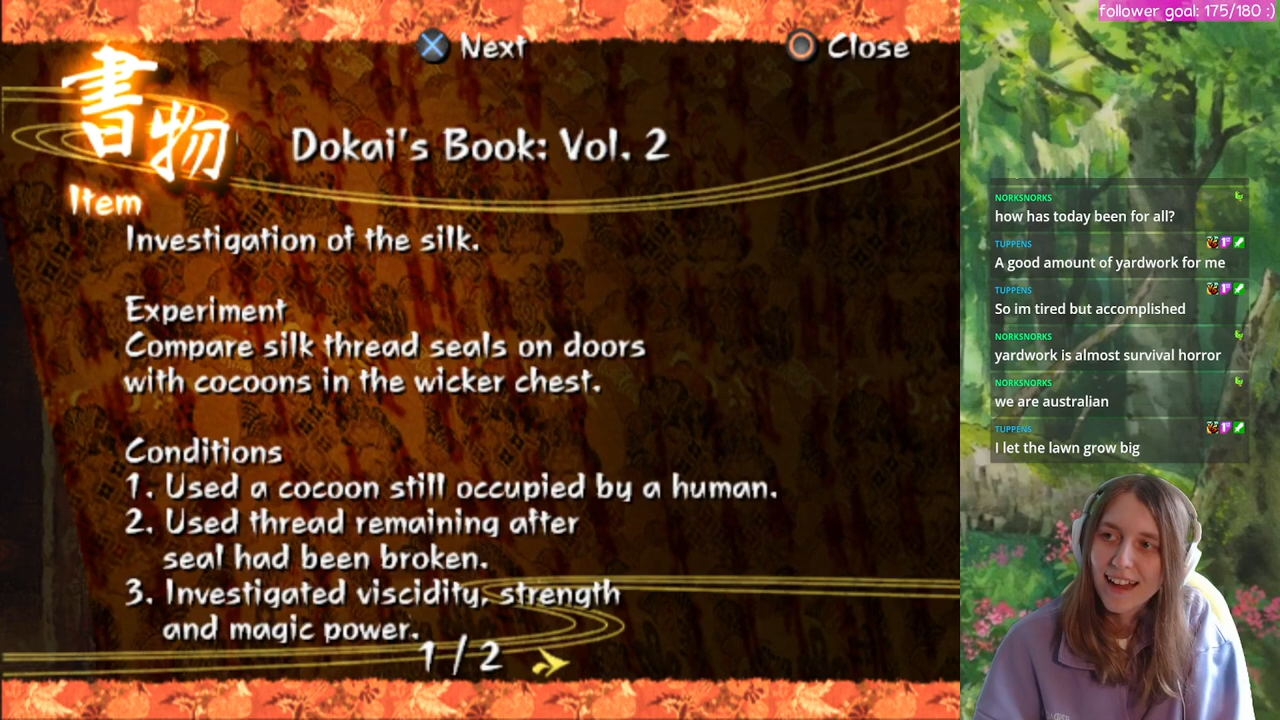 follower goal: 175/180 :)
Next
Close
書物
Item
Dokai's Book: Vol. 2
Investigation of the silk.
Experiment
Compare silk thread seals on doors
with cocoons in the wicker chest.
Conditions
1. Used a cocoon still occupied by a human.
2. Used thread remaining after
seal had been broken.
3. Investigated viscidity, strength
and magic power.
1 / 2
NORKSNORKS
how has today been for all?
TUPPENS
A good amount of yardwork for me
TUPPENS
So im tired but accomplished
NORKSNORKS
yardwork is almost survival horror
NORKSNORKS
we are australian
TUPPENS
I let the lawn grow big